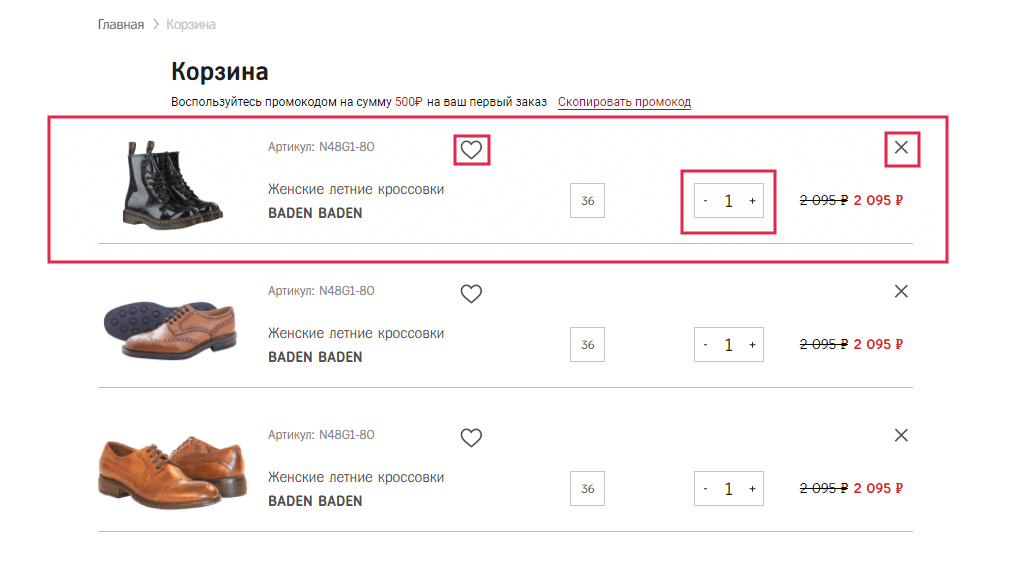 Главная > Корзина
Корзина
Воспользуйтесь промокодом на сумму 500₽ на ваш первый заказ Скопировать промокод
Артикул: N48G1-80
Женские летние кроссовки
BADEN BADEN
36
- 1 +
2 095 ₽ 2 095 ₽
Артикул: N48G1-80
Женские летние кроссовки
BADEN BADEN
36
- 1 +
2 095 ₽ 2 095 ₽
Артикул: N48G1-80
Женские летние кроссовки
BADEN BADEN
36
- 1 +
2 095 ₽ 2 095 ₽